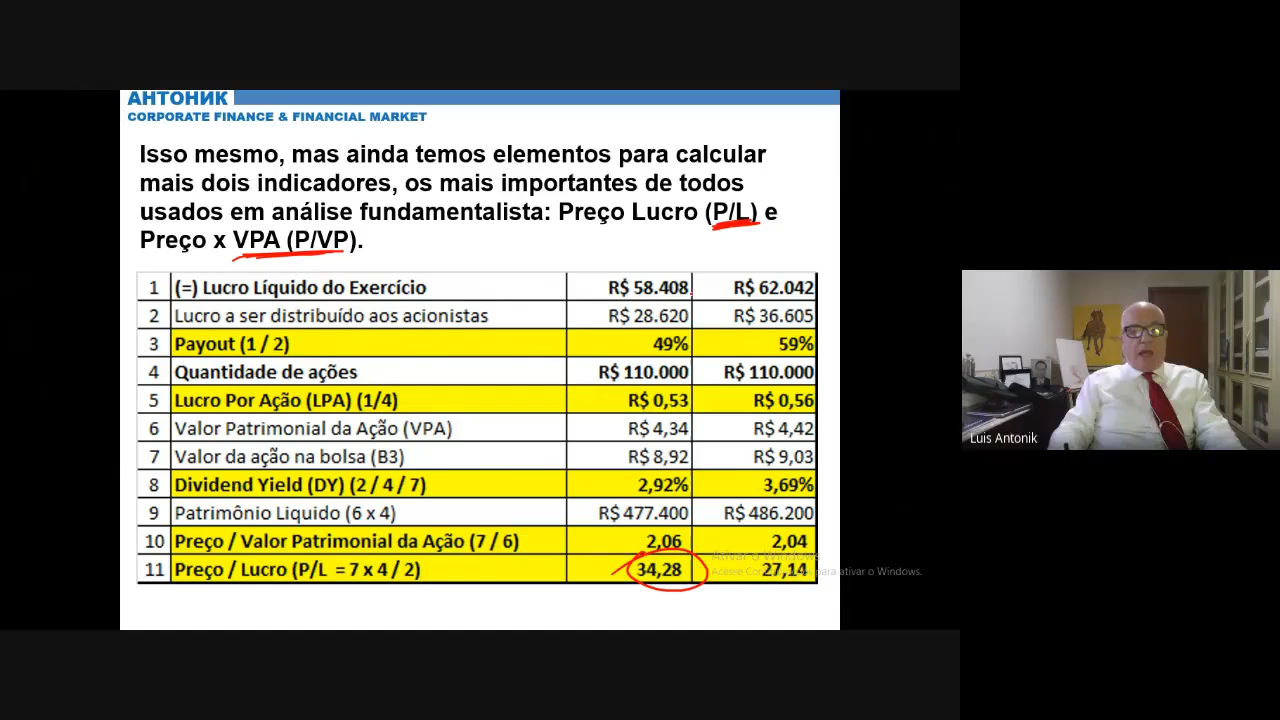 АНТОНИК
CORPORATE FINANCE & FINANCIAL MARKET
Isso mesmo, mas ainda temos elementos para calcular
mais dois indicadores, os mais importantes de todos
usados em análise fundamentalista: Preço Lucro (P/L) e
Preço x VPA (P/VP).
1 (=) Lucro Líquido do Exercício R$ 58.408 R$ 62.042
2 Lucro a ser distribuído aos acionistas R$ 28.620 R$ 36.605
3 Payout (1 / 2) 49% 59%
4 Quantidade de ações R$ 110.000 R$ 110.000
5 Lucro Por Ação (LPA) (1/4) R$ 0,53 R$ 0,56
6 Valor Patrimonial da Ação (VPA) R$ 4,34 R$ 4,42
7 Valor da ação na bolsa (B3) R$ 8,92 R$ 9,03
8 Dividend Yield (DY) (2 / 4 / 7) 2,92% 3,69%
9 Patrimônio Liquido (6 x 4) R$ 477.400 R$ 486.200
10 Preço / Valor Patrimonial da Ação (7 / 6) 2,06 2,04
11 Preço / Lucro (P/L = 7 x 4 / 2) 34,28 27,14
Ativar o Windows
para ativar o Windows.
Luis Antonik